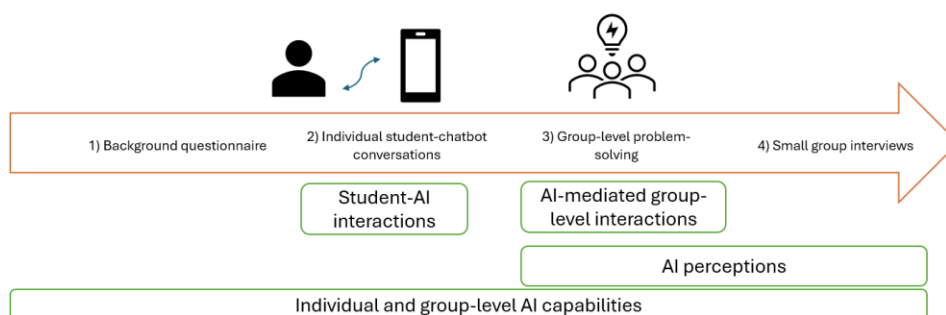 1) Background questionnaire
2) Individual student-chatbot
conversations
3) Group-level problem-
solving
4) Small group interviews
Student-AI
interactions
AI-mediated group-
level interactions
AI perceptions
Individual and group-level AI capabilities